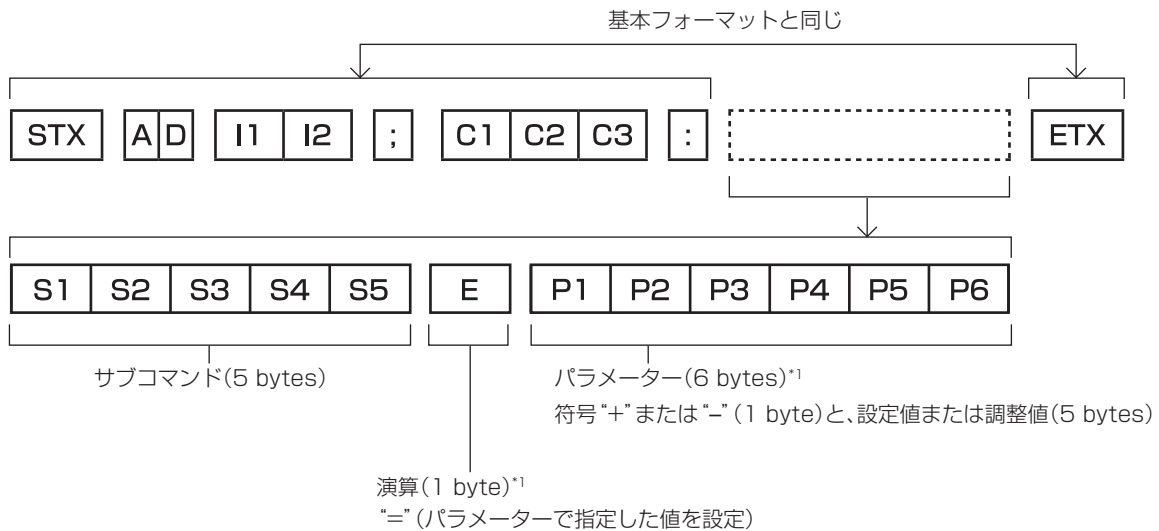 基本フォーマットと同じ
STX A D I1 I2 ; C1 C2 C3 : ETX
S1 S2 S3 S4 S5 E P1 P2 P3 P4 P5 P6
サブコマンド(5 bytes)
パラメーター(6 bytes)*1
符号“+”または“−”(1 byte)と、設定値または調整値(5 bytes)
演算(1 byte)*1
“=”(パラメーターで指定した値を設定)